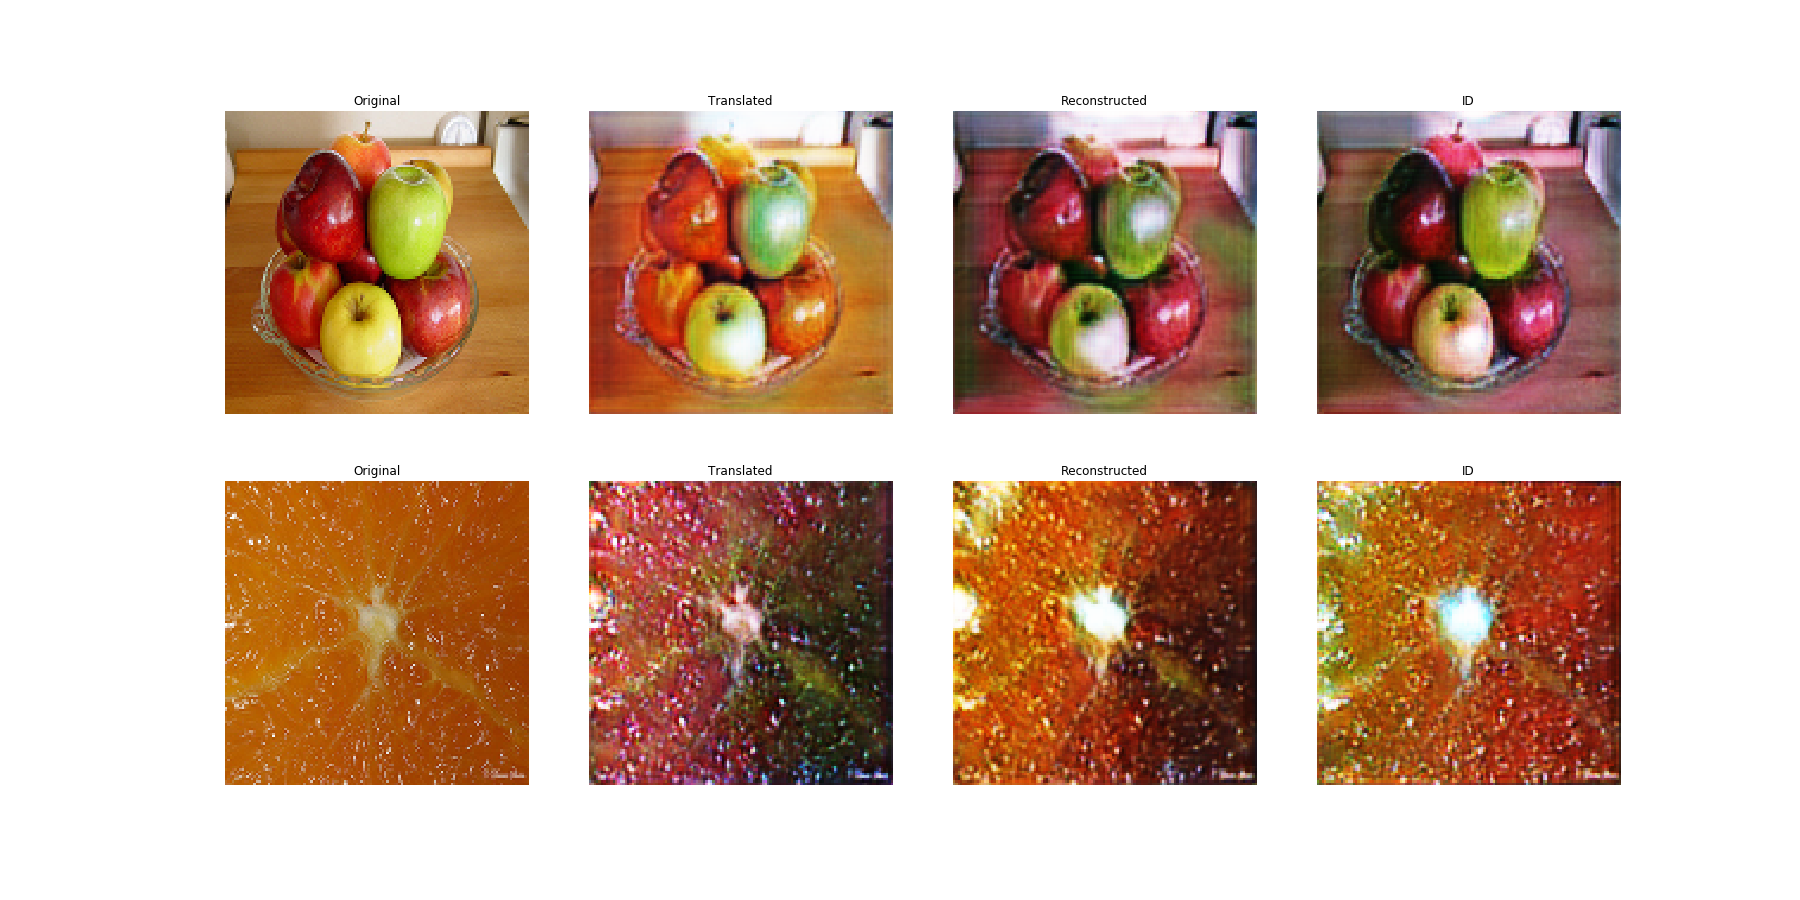 Original
Translated
Reconstructed
ID
Original
Translated
Reconstructed
ID